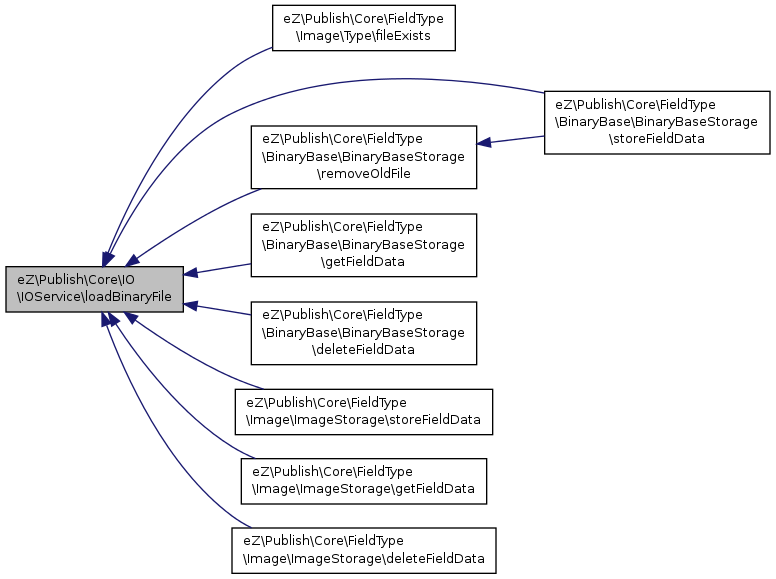 eZ\Publish\Core\FieldType
\Image\Type\fileExists
eZ\Publish\Core\FieldType
\BinaryBase\BinaryBaseStorage
\storeFieldData
eZ\Publish\Core\FieldType
\BinaryBase\BinaryBaseStorage
\removeOldFile
eZ\Publish\Core\FieldType
\BinaryBase\BinaryBaseStorage
\getFieldData
eZ\Publish\Core\IO
\IOService\loadBinaryFile
eZ\Publish\Core\FieldType
\BinaryBase\BinaryBaseStorage
\deleteFieldData
eZ\Publish\Core\FieldType
\Image\ImageStorage\storeFieldData
eZ\Publish\Core\FieldType
\Image\ImageStorage\getFieldData
eZ\Publish\Core\FieldType
\Image\ImageStorage\deleteFieldData